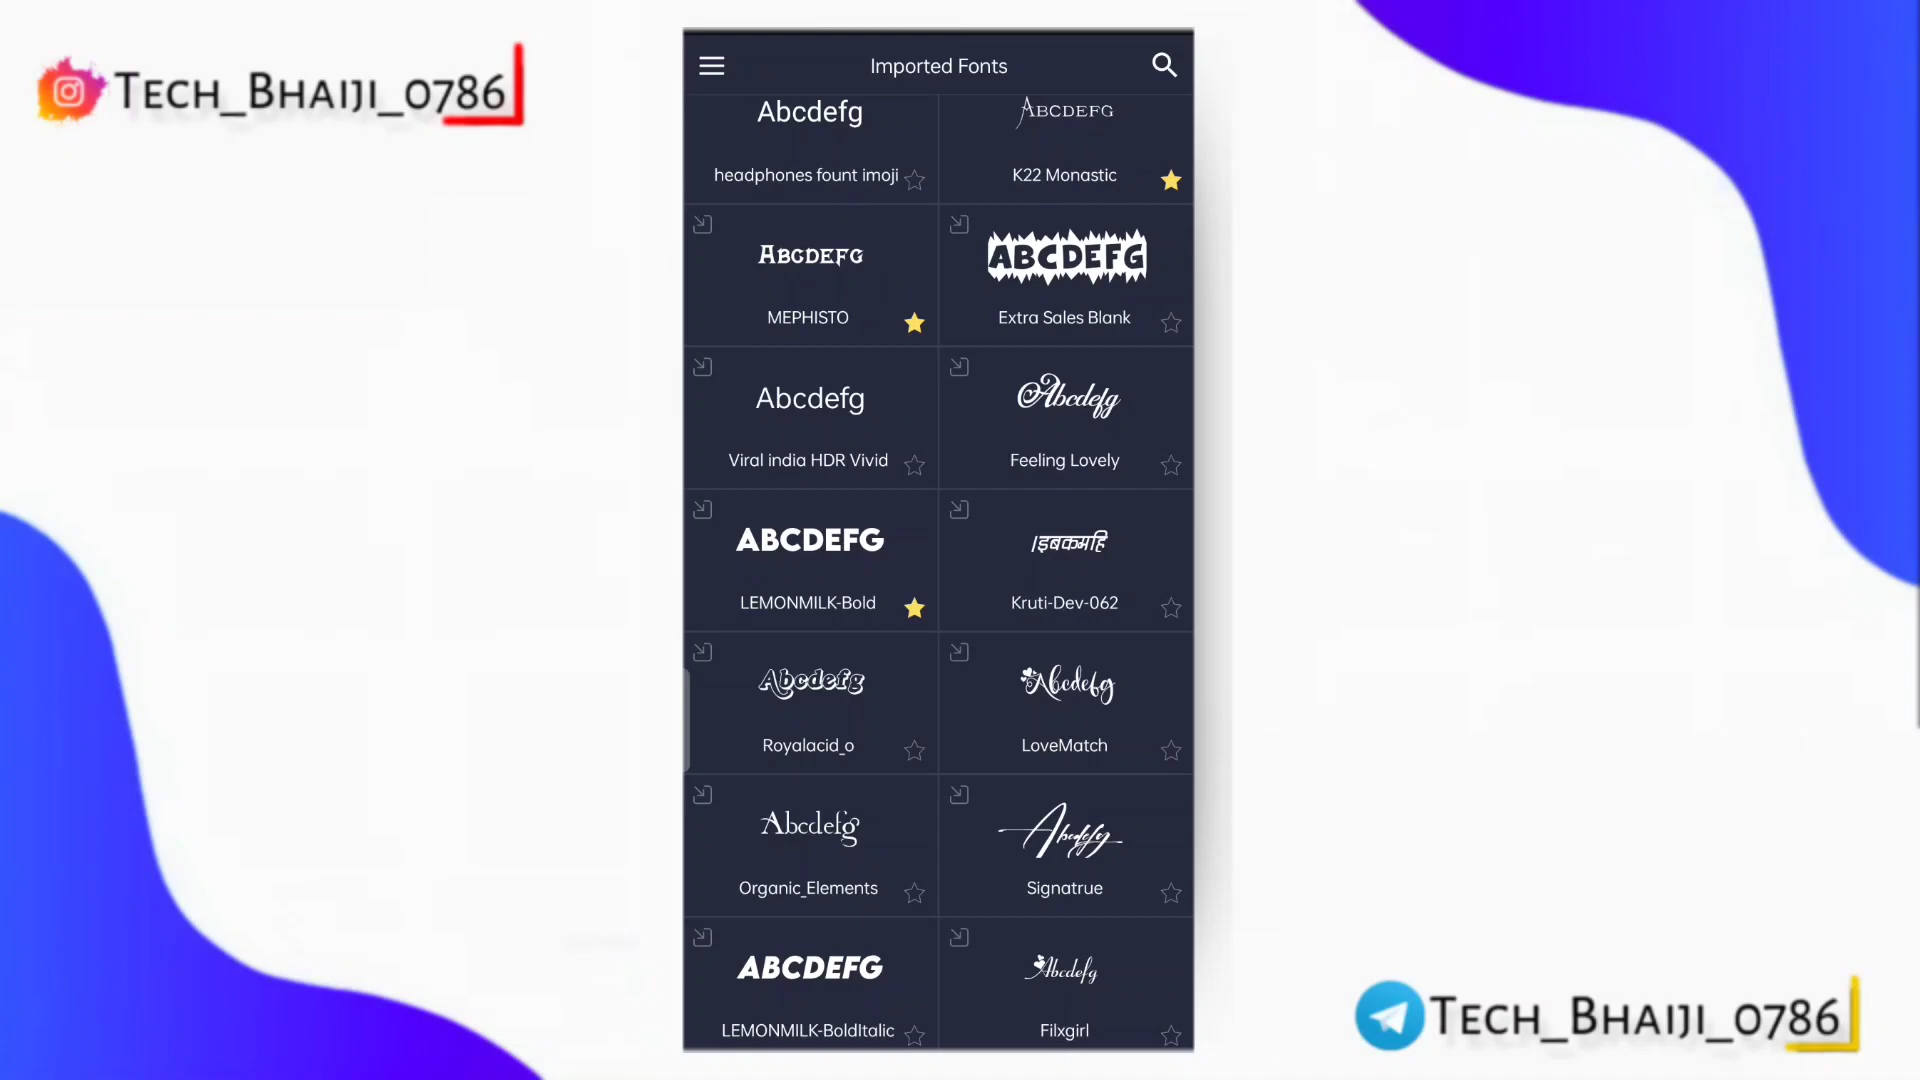 Tech_Bhaiji_0786
Imported Fonts
Abcdefg
Abcdefg
headphones fount imoji
K22 Monastic
Abcdefg
ABCDEFG
MEPHISTO
Extra Sales Blank
Abcdefg
Abcdefg
Viral india HDR Vivid
Feeling Lovely
ABCDEFG
।इबकमहि
LEMONMILK-Bold
Kruti-Dev-062
Abcdefg
Abcdefg
Royalacid_o
LoveMatch
Abcdefg
Abcdefg
Organic_Elements
Signatrue
ABCDEFG
Abcdefg
LEMONMILK-BoldItalic
Filxgirl
Tech_Bhaiji_0786